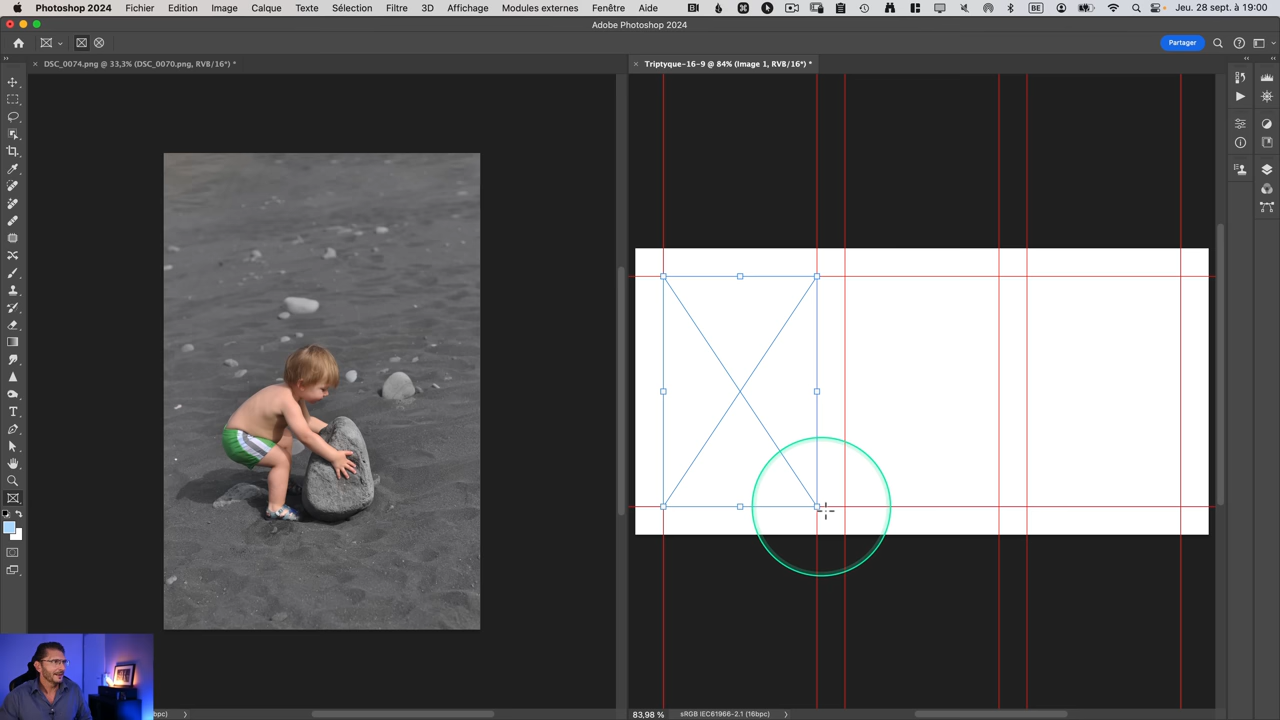 Photoshop 2024 Fichier Edition Image Calque Texte Sélection Filtre 3D Affichage Modules externes Fenêtre Aide BE Jeu. 28 sept. à 19:00
Adobe Photoshop 2024
Partager
DSC_0074.png @ 33,3% (DSC_0070.png, RVB/16*) *
Triptyque-16-9 @ 84% (Image 1, RVB/16*) *
bpc)
83,98 % sRGB IEC61966-2.1 (16bpc)